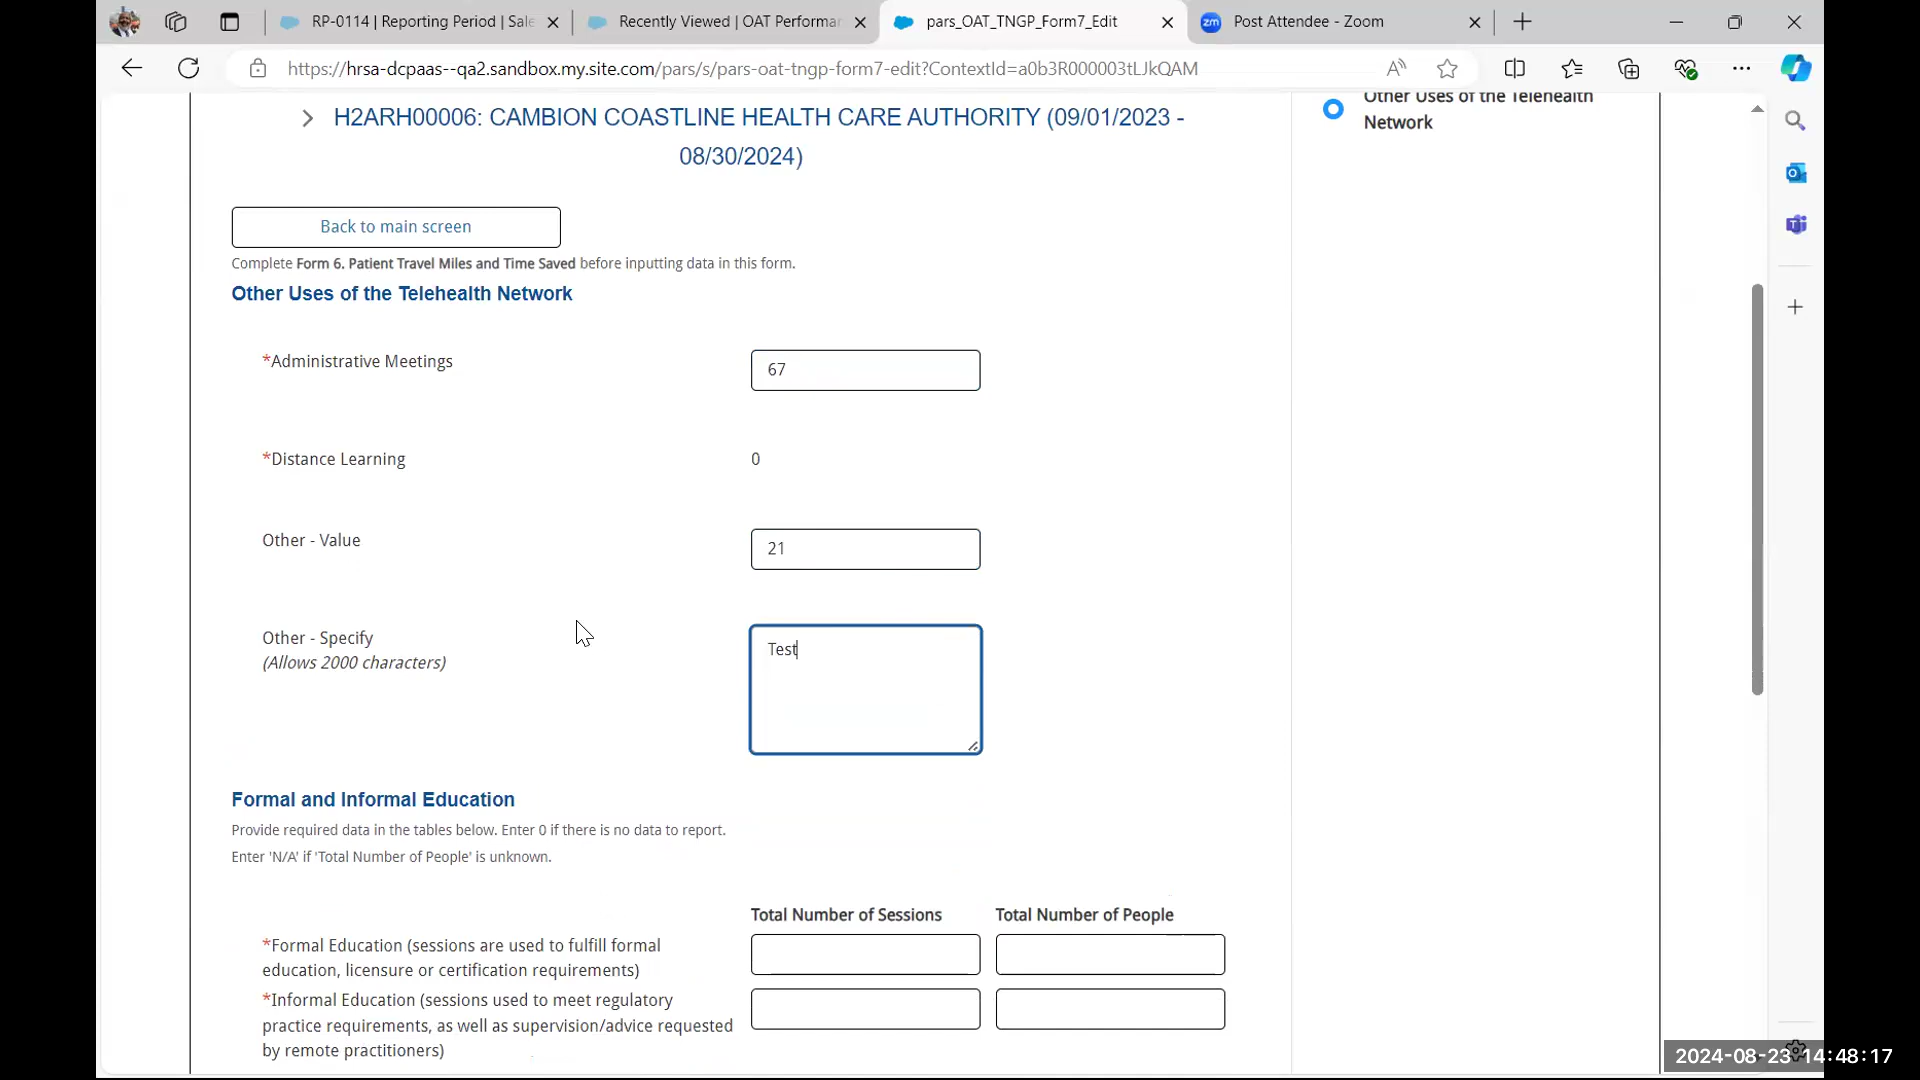 RP-0114 | Reporting Period | Sale
Recently Viewed | OAT Performar
pars_OAT_TNGP_Form7_Edit
zm
Post Attendee - Zoom
https://hrsa-dcpaas--qa2.sandbox.my.site.com/pars/s/pars-oat-tngp-form7-edit?ContextId=a0b3R000003tLJkQAM
H2ARH00006: CAMBION COASTLINE HEALTH CARE AUTHORITY (09/01/2023 -
08/30/2024)
Other Uses of the Telehealth
Network
Back to main screen
Complete Form 6. Patient Travel Miles and Time Saved before inputting data in this form.
Other Uses of the Telehealth Network
*Administrative Meetings
67
*Distance Learning
0
Other - Value
21
Other - Specify
(Allows 2000 characters)
Test
Formal and Informal Education
Provide required data in the tables below. Enter 0 if there is no data to report.
Enter 'N/A' if 'Total Number of People' is unknown.
Total Number of Sessions
Total Number of People
*Formal Education (sessions are used to fulfill formal
education, licensure or certification requirements)
*Informal Education (sessions used to meet regulatory
practice requirements, as well as supervision/advice requested
by remote practitioners)
2024-08-23 14:48:17